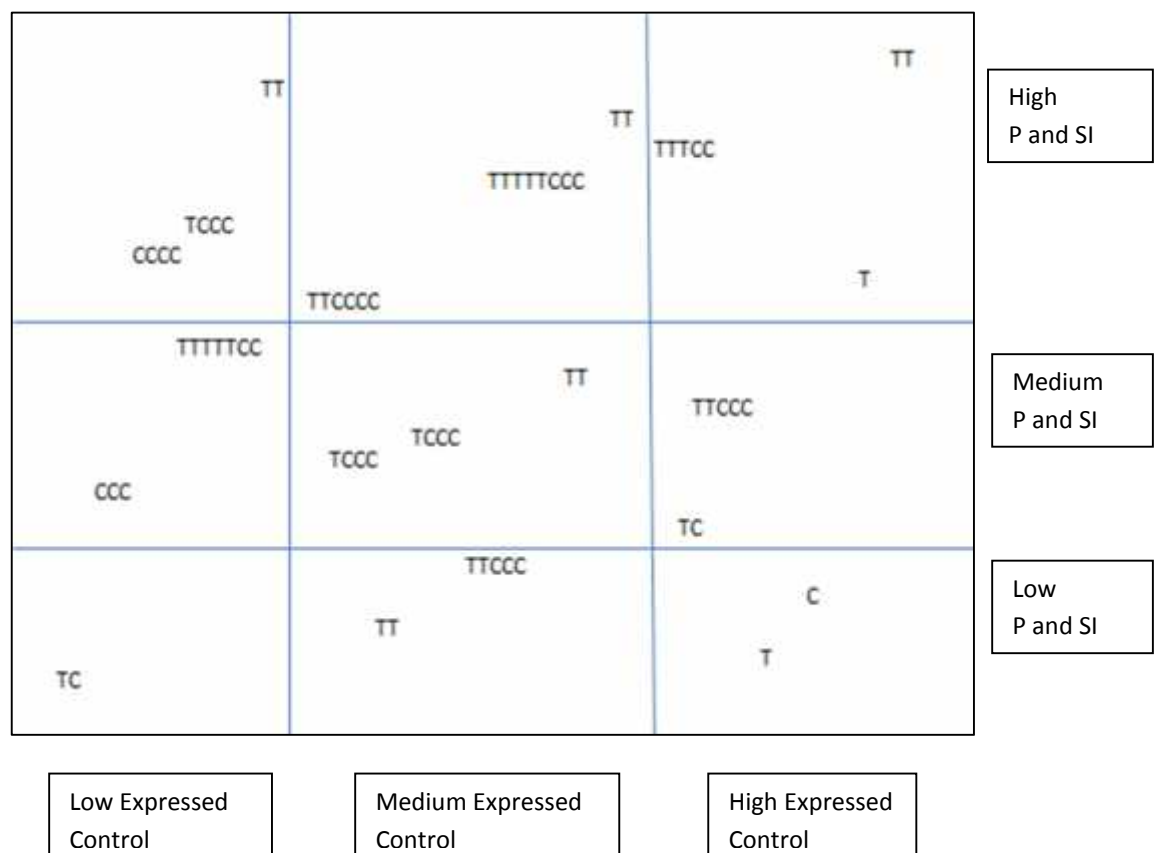 TT
TT
TT
TTTCC
TTTTTCCC
TCCC
CCCC
T
TTCCCC
High
P and SI
TTTTTCC
TT
TTCCC
TCCC
TCCC
CCC
TC
Medium
P and SI
TTCCC
C
TT
T
TC
Low
P and SI
Low Expressed
Control
Medium Expressed
Control
High Expressed
Control